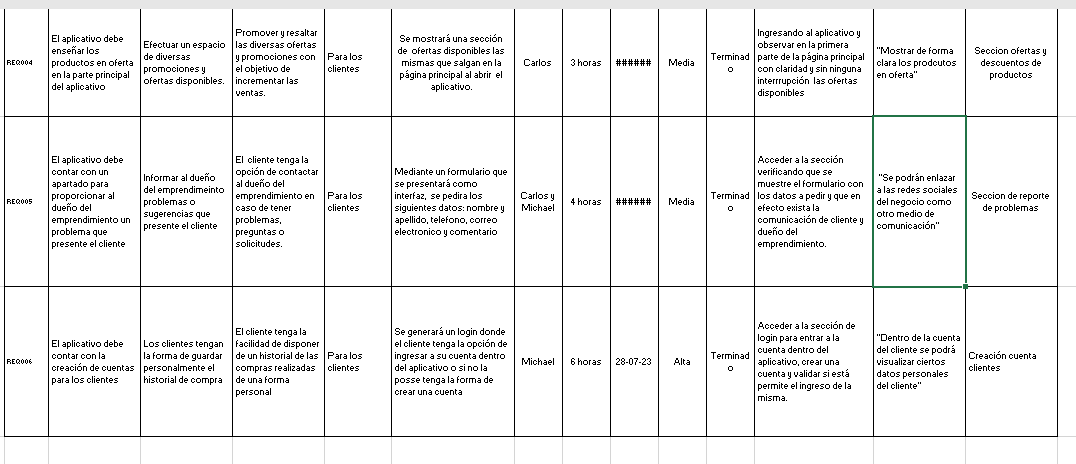 REQ004
El aplicativo debe
enseñar los
productos en oferta
en la parte principal
del aplicativo
Efectuar un espacio
de diversas
promociones y
ofertas disponibles.
Promover y resaltar
las diversas ofertas
y promociones con
el objetivo de
incrementar las
ventas.
Para los
clientes
Se mostrará una sección
de ofertas disponibles las
mismas que salgan en la
página principal al abrir el
aplicativo.
Carlos
3 horas
######
Media
Terminad
o
Ingresando al aplicativo y
observar en la primera
parte de la página principal
con claridad y sin ninguna
interrrupción las ofertas
disponibles
"Mostrar de forma
clara los prodcutos
en oferta"
Seccion ofertas y
descuentos de
productos
REQ005
El aplicativo debe
contar con un
apartado para
proporcionar al
dueño del
emprendimiento un
problema que
presente el cliente
Informar al dueño
del emprendimeinto
problemas o
sugerencias que
presente el cliente
El cliente tenga la
opción de contactar
al dueño del
emprendimiento en
caso de tener
problemas,
preguntas o
solicitudes.
Para los
clientes
Mediante un formulario que
se presentará como
interfaz, se pedira los
siguientes datos: nombre y
apellido, telefono, correo
electronico y comentario
Carlos y
Michael
4 horas
######
Media
Terminad
o
Acceder a la sección
verificando que se
muestre el formulario con
los datos a pedir y que en
efecto exista la
comunicación de cliente y
dueño del
emprendimiento.
"Se podrán enlazar
a las redes sociales
del negocio como
otro medio de
comunicación"
Seccion de reporte
de problemas
REQ006
El aplicativo debe
contar con la
creación de cuentas
para los clientes
Los clientes tengan
la forma de guardar
personalmente el
historial de compra
El cliente tenga la
facilidad de disponer
de un historial de las
compras realizadas
de una forma
personal
Para los
clientes
Se generará un login donde
el cliente tenga la opción de
ingresar a su cuenta dentro
del aplicativo o si no la
posse tenga la forma de
crear una cuenta
Michael
6 horas
28-07-23
Alta
Terminad
o
Acceder a la sección de
login para entrar a la
cuenta dentro del
aplicativo, crear una
cuenta y validar si está
permite el ingreso de la
misma.
"Dentro de la cuenta
del cliente se podrá
visualizar ciertos
datos personales
del cliente"
Creación cuenta
clientes